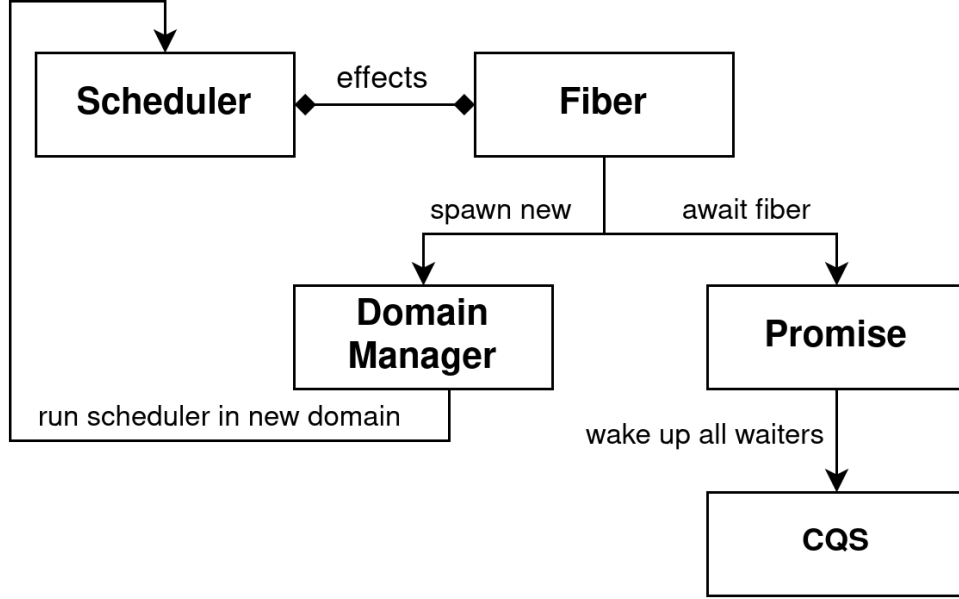 effects
Scheduler
Fiber
spawn new
await fiber
Domain
Manager
Promise
run scheduler in new domain
wake up all waiters
CQS